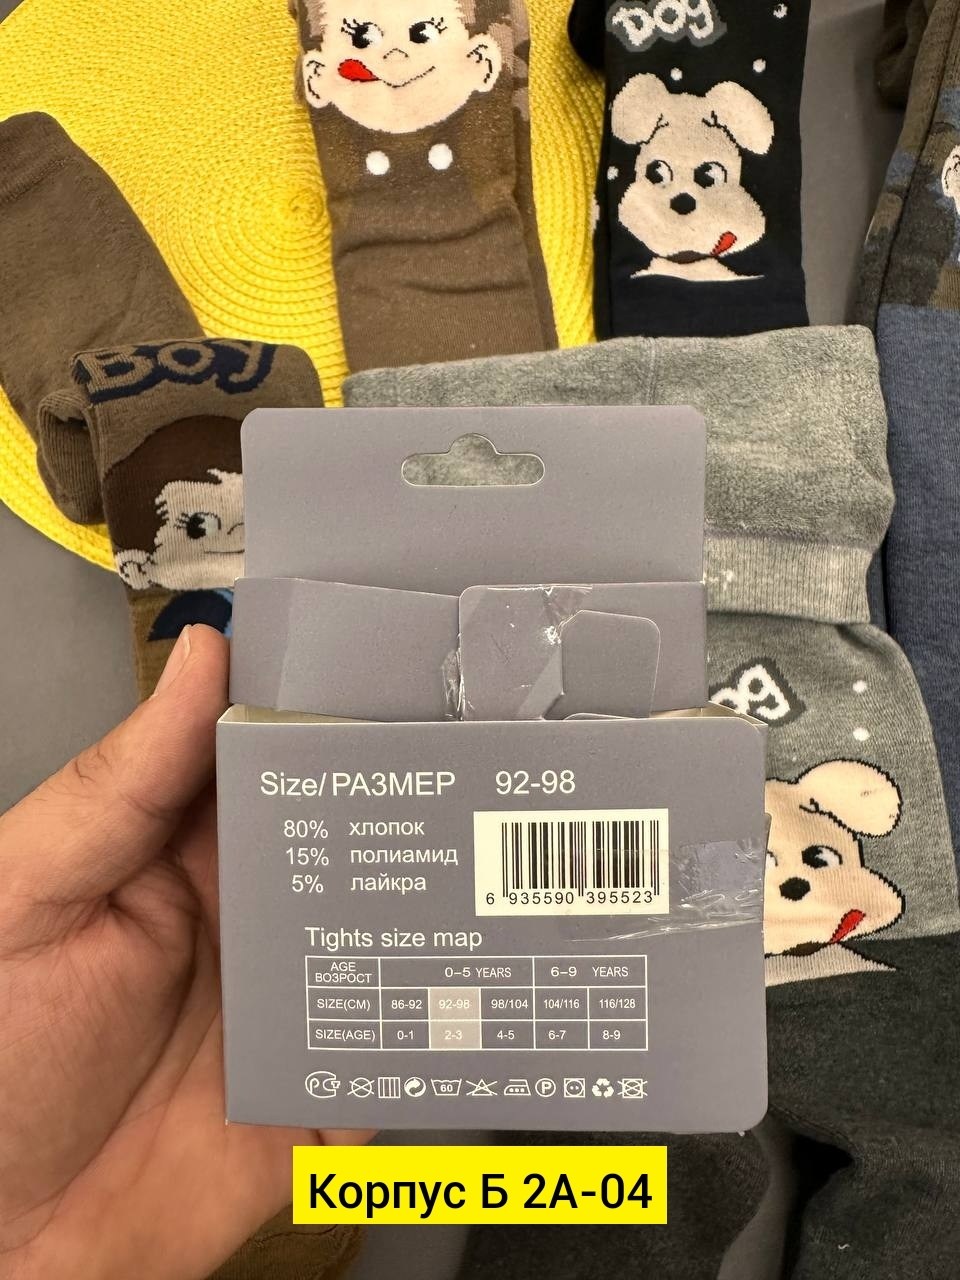 Dog
Boy
Size/РАЗМЕР 92-98
80% хлопок
15% полиамид
5% лайкра
6 935590 395523
Tights size map
AGE
ВОЗРОСТ
0-5 YEARS
6-9 YEARS
SIZE(CM) 86-92 92-98 98/104 104/116 116/128
SIZE(AGE) 0-1 2-3 4-5 6-7 8-9
60
P
Корпус Б 2А-04